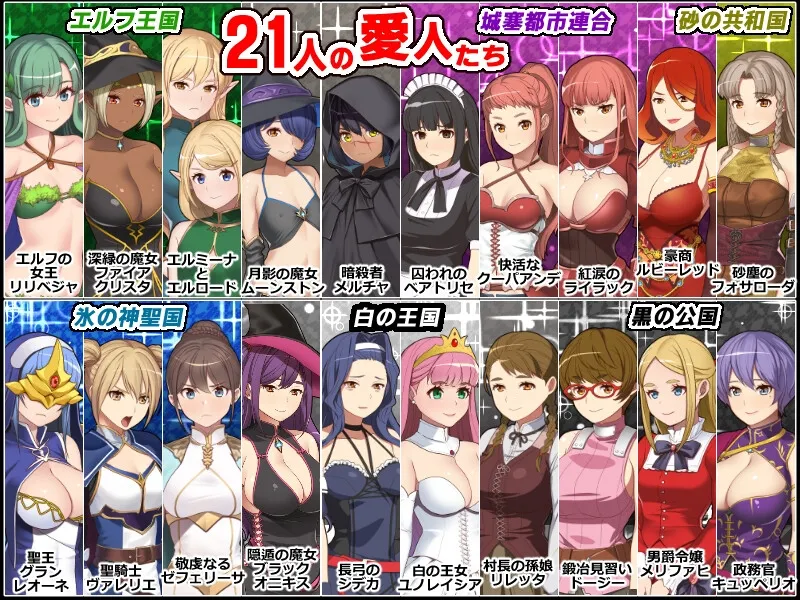 エルフ王国
21人の愛人たち
城塞都市連合
砂の共和国
エルフの
女王
リリベジャ
深緑の魔女
ファイア
クリスタ
エルミーナ
と
エルロード
月影の魔女
ムーンストン
暗殺者
メルチャ
囚われの
ベアトリセ
快活な
クーバアンデ
紅涙の
ライラック
豪商
ルビーレッド
砂塵の
フォサローダ
氷の神聖国
白の王国
黒の公国
聖王
グラン
レオーネ
聖騎士
ヴァレリエ
敬虔なる
ゼフェリーサ
隠遁の魔女
ブラック
オニキス
長弓の
シデカ
白の王女
ユノレイシア
村長の孫娘
リレッタ
鍛冶見習い
ドージー
男爵令嬢
メリファヒ
政務官
キュッベリオ